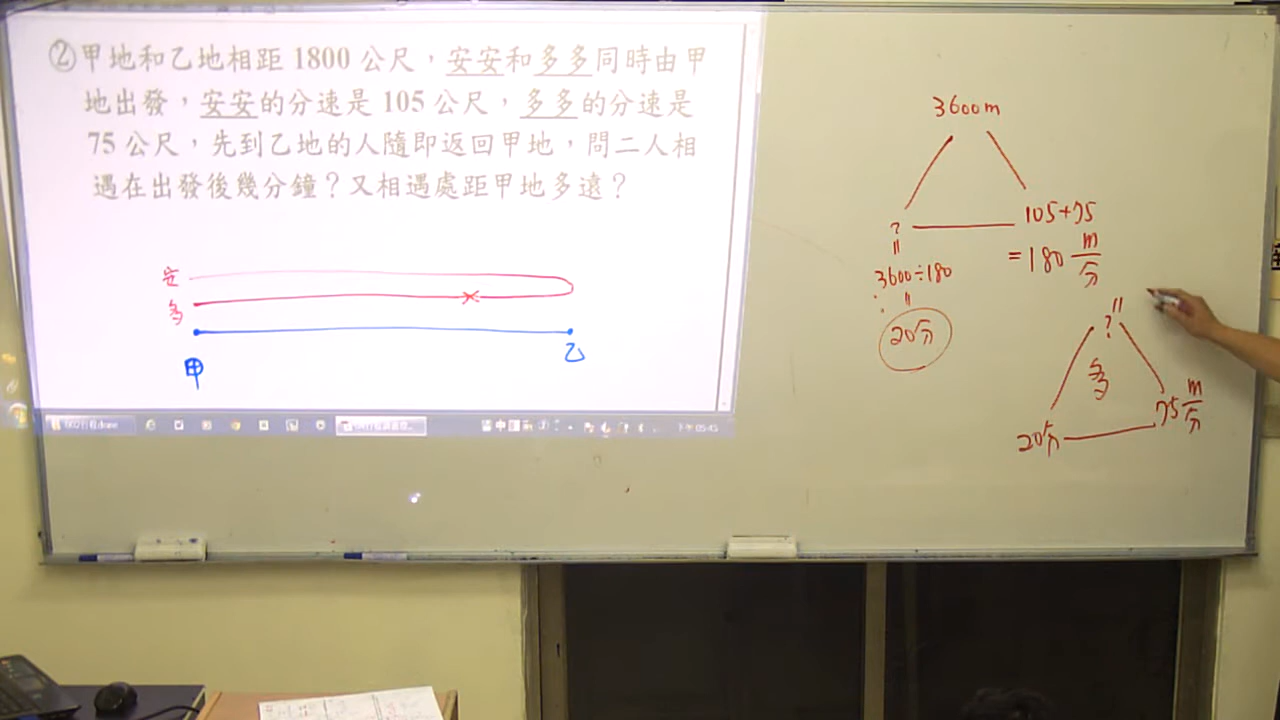 ②甲地和乙地相距 1800 公尺，安安和多多同時由甲
地出發，安安的分速是 105 公尺，多多的分速是
75 公尺，先到乙地的人隨即返回甲地，問二人相
遇在出發後幾分鐘？又相遇處距甲地多遠？
安
多
甲
乙
3600m
?
105+75
=180 m/分
=
3600÷180
=
20分
=
?
多
20分
75 m/分
下午 05:45